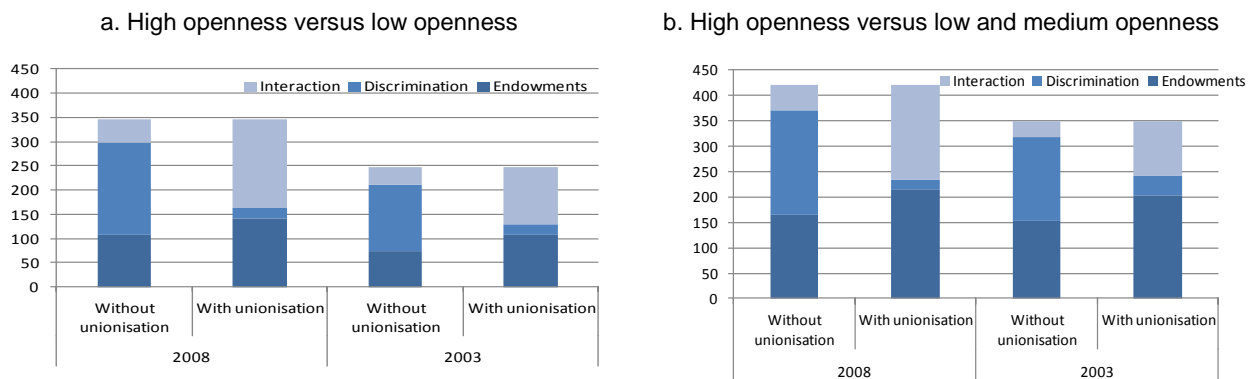 a. High openness versus low openness
450
400
350
300
250
200
150
100
50
0
Interaction Discrimination Endowments
Without unionisation
With unionisation
Without unionisation
With unionisation
2008
2003
b. High openness versus low and medium openness
450
400
350
300
250
200
150
100
50
0
Interaction Discrimination Endowments
Without unionisation
With unionisation
Without unionisation
With unionisation
2008
2003